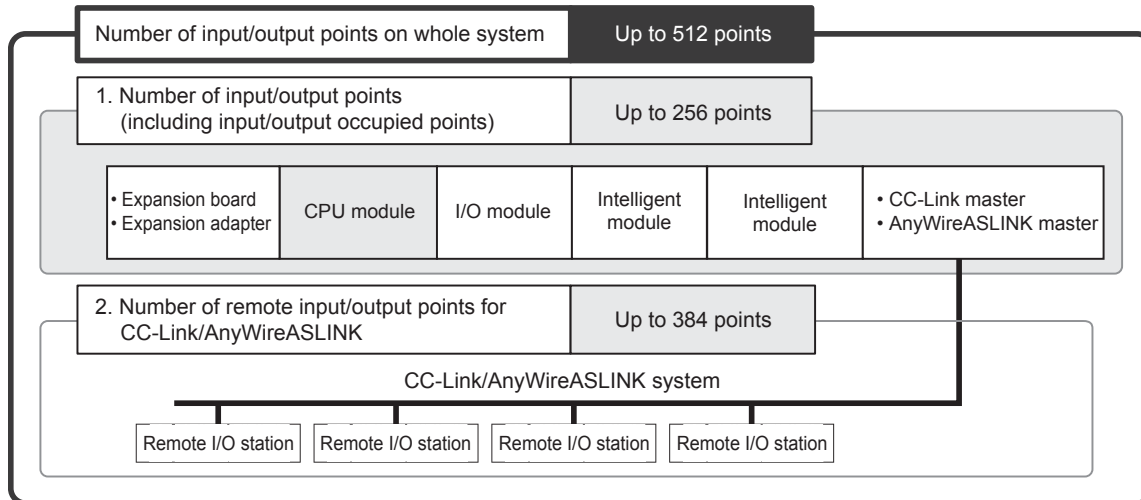 Number of input/output points on whole system
Up to 512 points
1. Number of input/output points
(including input/output occupied points)
Up to 256 points
• Expansion board
• Expansion adapter
CPU module
I/O module
Intelligent
module
Intelligent
module
• CC-Link master
• AnyWireASLINK master
2. Number of remote input/output points for
CC-Link/AnyWireASLINK
Up to 384 points
CC-Link/AnyWireASLINK system
Remote I/O station
Remote I/O station
Remote I/O station
Remote I/O station